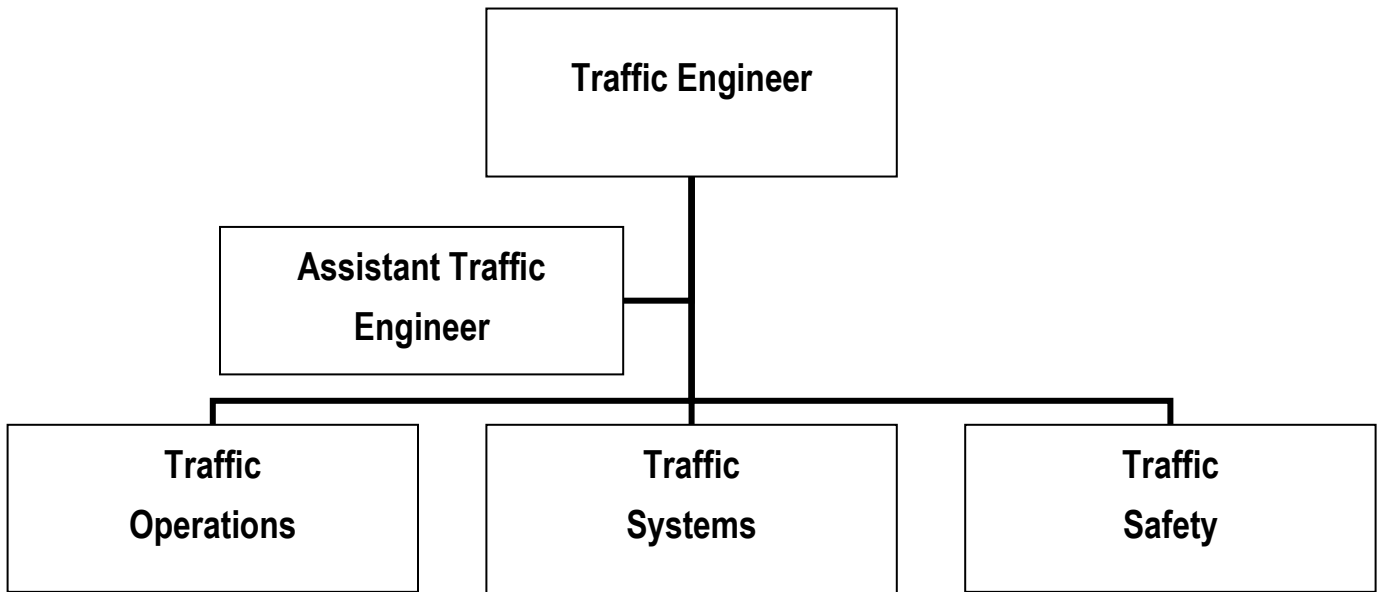 Traffic Engineer
Assistant Traffic
Engineer
Traffic
Operations
Traffic
Systems
Traffic
Safety